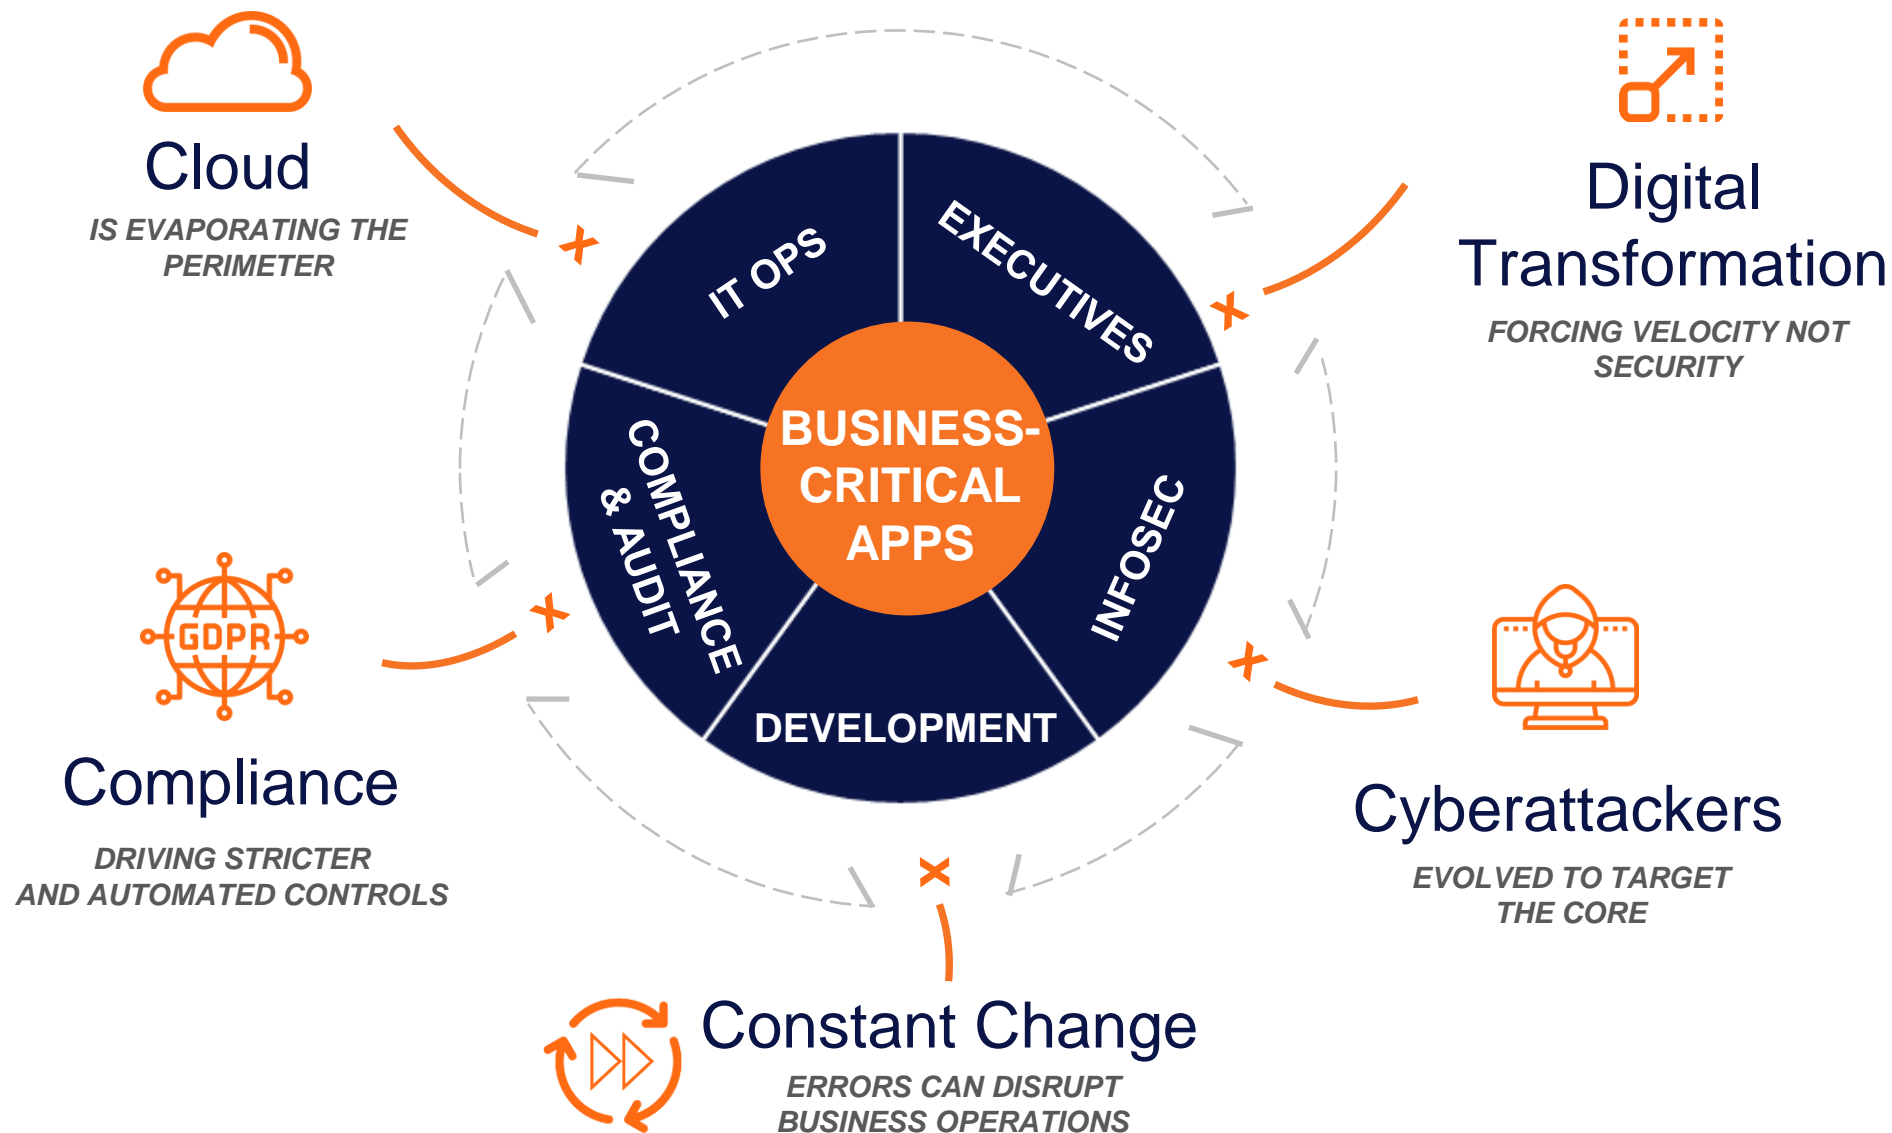 Cloud
IS EVAPORATING THE
PERIMETER
Digital
Transformation
FORCING VELOCITY NOT
SECURITY
IT OPS
EXECUTIVES
BUSINESS-
CRITICAL
APPS
COMPLIANCE
& AUDIT
INFOSEC
DEVELOPMENT
X
X
X
X
X
GDPR
Compliance
DRIVING STRICTER
AND AUTOMATED CONTROLS
Cyberattackers
EVOLVED TO TARGET
THE CORE
Constant Change
ERRORS CAN DISRUPT
BUSINESS OPERATIONS